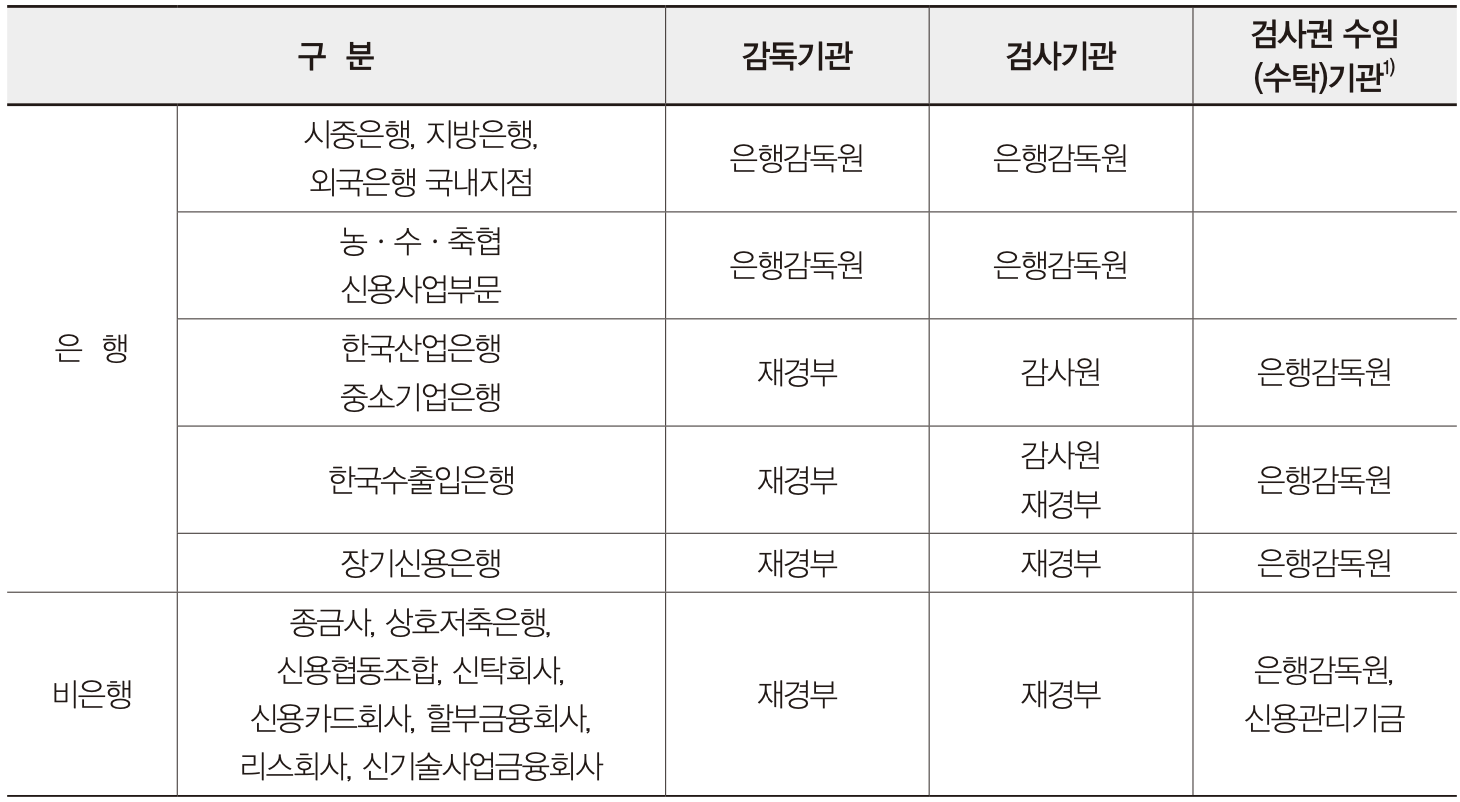 구 분 감독기관 검사기관 검사권 수임
(수탁)기관1)
은 행
시중은행, 지방은행,
외국은행 국내지점
은행감독원
은행감독원
농·수·축협
신용사업부문
은행감독원
은행감독원
한국산업은행
중소기업은행
재경부
감사원
은행감독원
한국수출입은행
재경부
감사원
재경부
은행감독원
장기신용은행
재경부
재경부
은행감독원
비은행
종금사, 상호저축은행,
신용협동조합, 신탁회사,
신용카드회사, 할부금융회사,
리스회사, 신기술사업금융회사
재경부
재경부
은행감독원,
신용관리기금